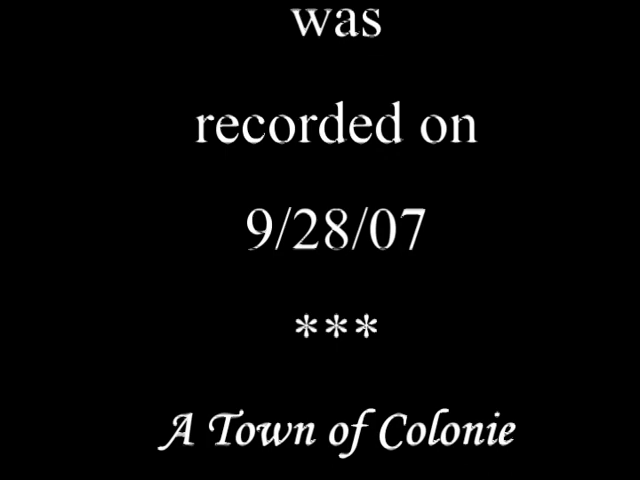 was
recorded on
9/28/07
***
A Town of Colonie